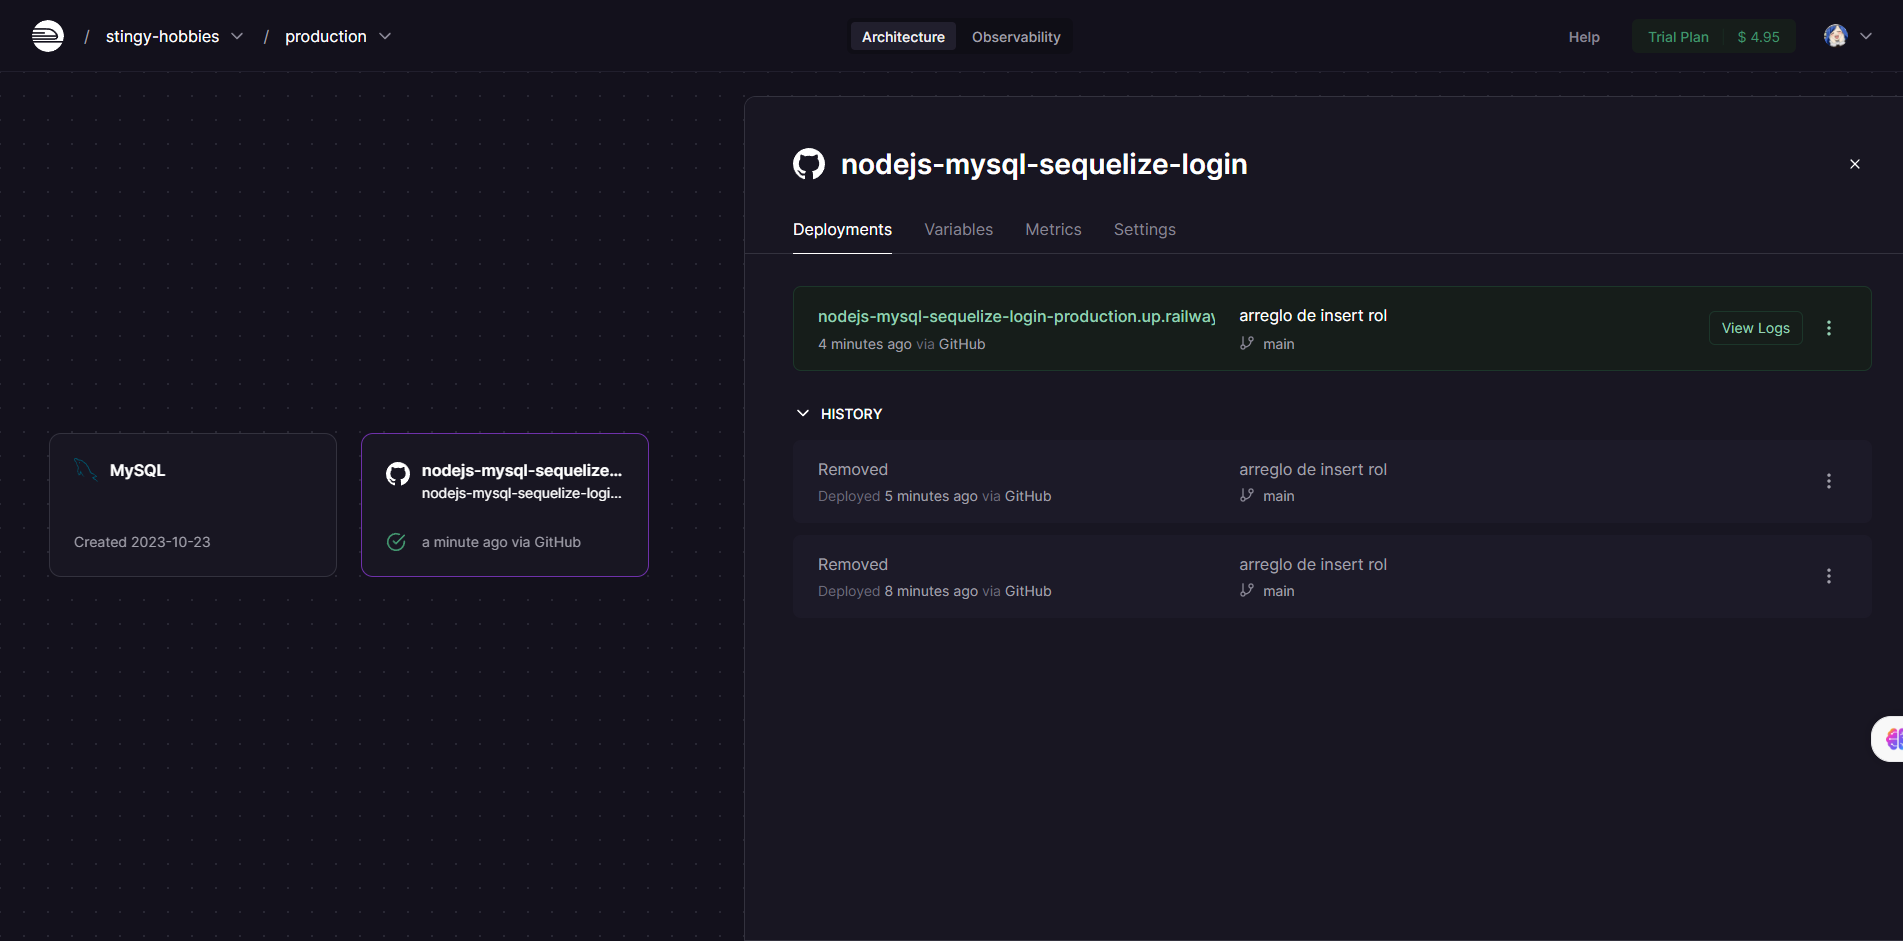 / stingy-hobbies / production
Architecture Observability
Help Trial Plan $ 4.95
nodejs-mysql-sequelize-login
Deployments Variables Metrics Settings
nodejs-mysql-sequelize-login-production.up.railway arreglo de insert rol
4 minutes ago via GitHub main
View Logs
HISTORY
Removed arreglo de insert rol
Deployed 5 minutes ago via GitHub main
Removed arreglo de insert rol
Deployed 8 minutes ago via GitHub main
MySQL
Created 2023-10-23
nodejs-mysql-sequelize...
nodejs-mysql-sequelize-logi...
a minute ago via GitHub